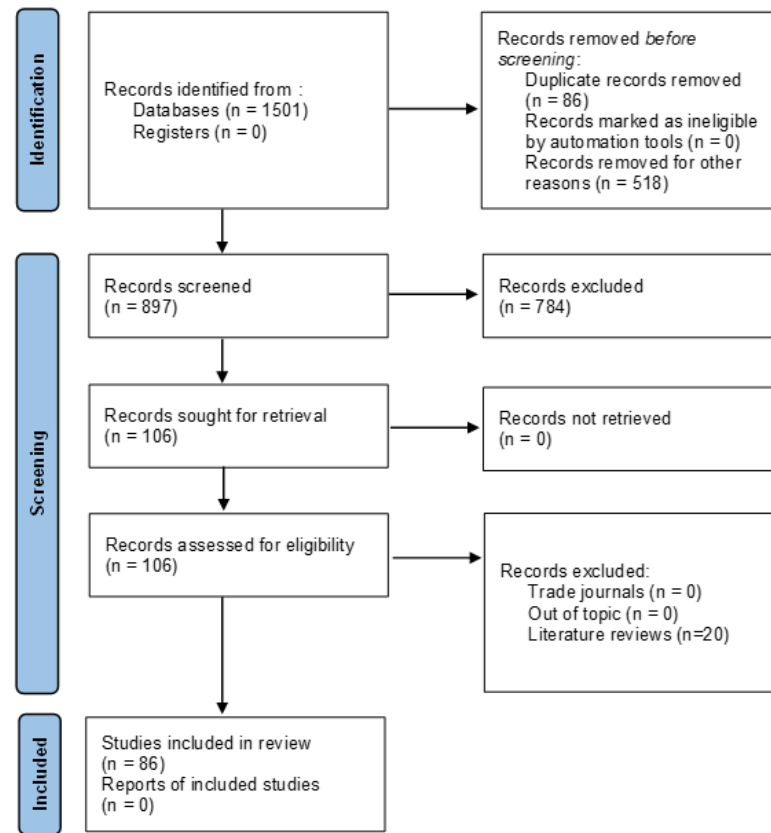 Identification
Records identified from :
Databases (n = 1501)
Registers (n = 0)
Records removed before
screening:
Duplicate records removed
(n = 86)
Records marked as ineligible
by automation tools (n = 0)
Records removed for other
reasons (n = 518)
Screening
Records screened
(n = 897)
Records excluded
(n = 784)
Records sought for retrieval
(n = 106)
Records not retrieved
(n = 0)
Records assessed for eligibility
(n = 106)
Records excluded:
Trade journals (n = 0)
Out of topic (n = 0)
Literature reviews (n=20)
Included
Studies included in review
(n = 86)
Reports of included studies
(n = 0)